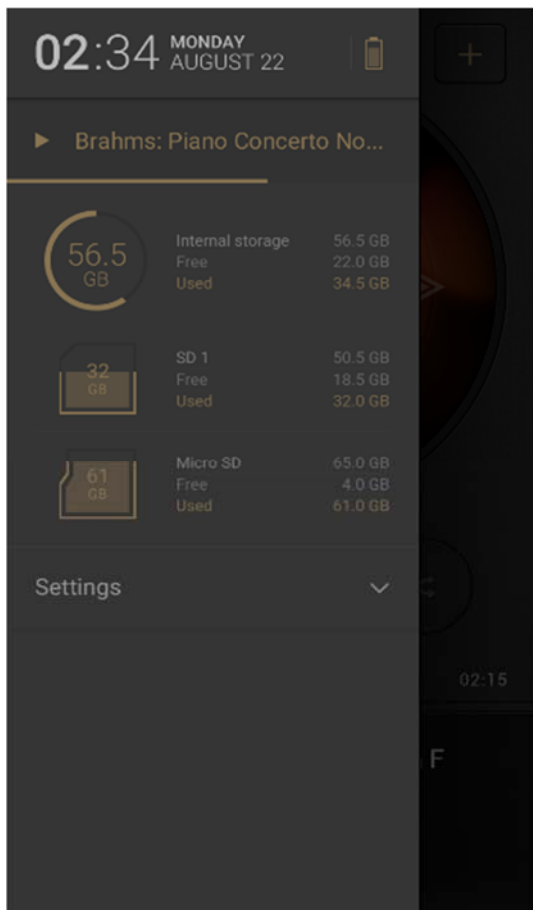 02:34 MONDAY
AUGUST 22
Brahms: Piano Concerto No...
56.5
GB
Internal storage 56.5 GB
Free 22.0 GB
Used 34.5 GB
32
GB
SD 1 50.5 GB
Free 18.5 GB
Used 32.0 GB
61
GB
Micro SD 65.0 GB
Free 4.0 GB
Used 61.0 GB
Settings
02:15
F